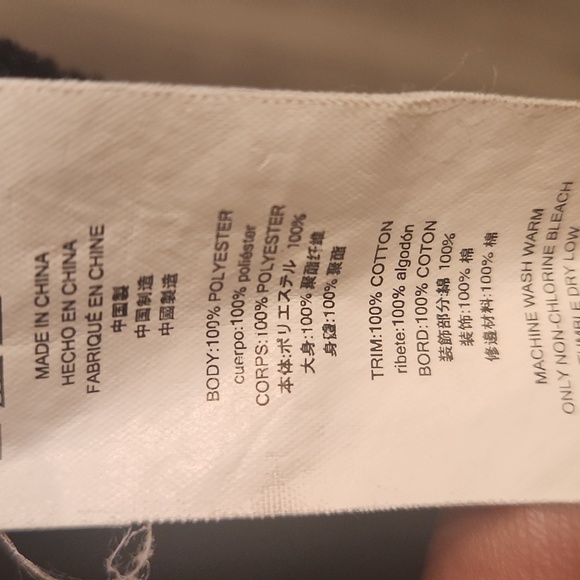 MADE IN CHINA
HECHO EN CHINA
FABRIQUÉ EN CHINE
中国製
中国制造
中國製造
BODY:100% POLYESTER
cuerpo:100% poliéster
CORPS:100% POLYESTER
本体:ポリエステル 100%
大身:100% 聚酯纤维
身:100% 聚酯
TRIM:100% COTTON
ribete:100% algodón
BORD:100% COTON
装飾部分:綿 100%
装饰:100% 棉
修邊材料:100% 棉
MACHINE WASH WARM
ONLY NON-CHLORINE BLEACH
TUMBLE DRY LOW